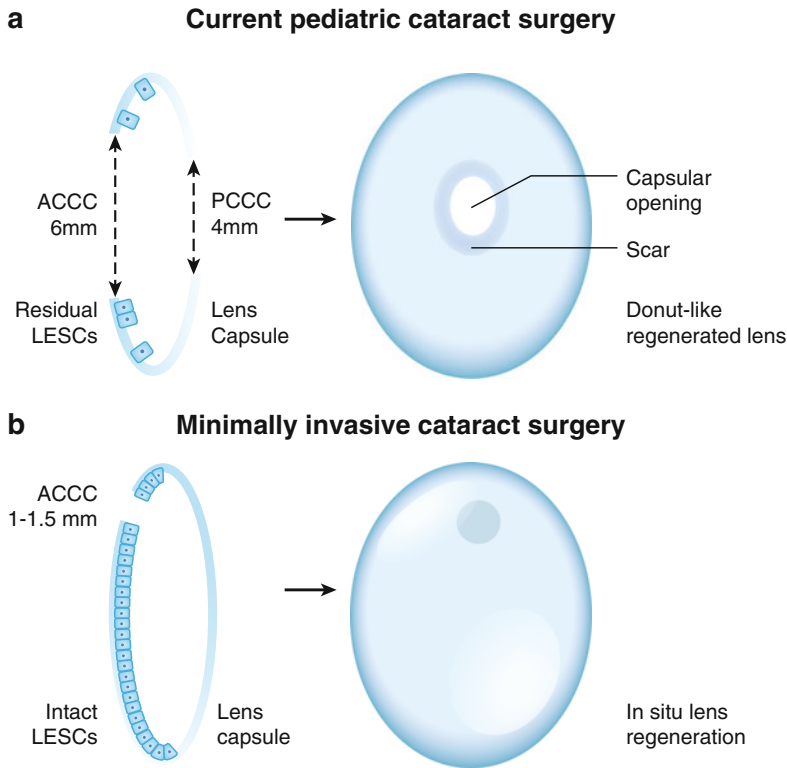 a
Current pediatric cataract surgery
ACCC
6mm
PCCC
4mm
Capsular
opening
Scar
Residual
LESCs
Lens
Capsule
Donut-like
regenerated lens
b
Minimally invasive cataract surgery
ACCC
1-1.5 mm
Intact
LESCs
Lens
capsule
In situ lens
regeneration